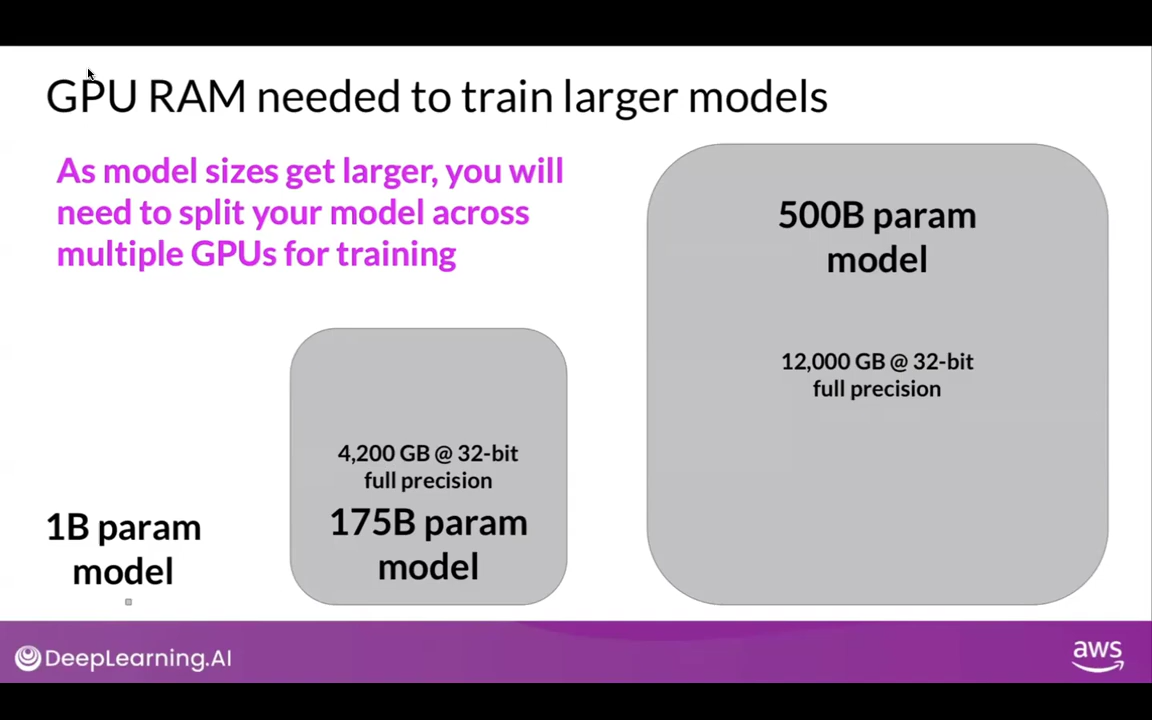 GPU RAM needed to train larger models
As model sizes get larger, you will
need to split your model across
multiple GPUs for training
500B param
model
12,000 GB @ 32-bit
full precision
4,200 GB @ 32-bit
full precision
175B param
model
1B param
model
DeepLearning.AI
aws